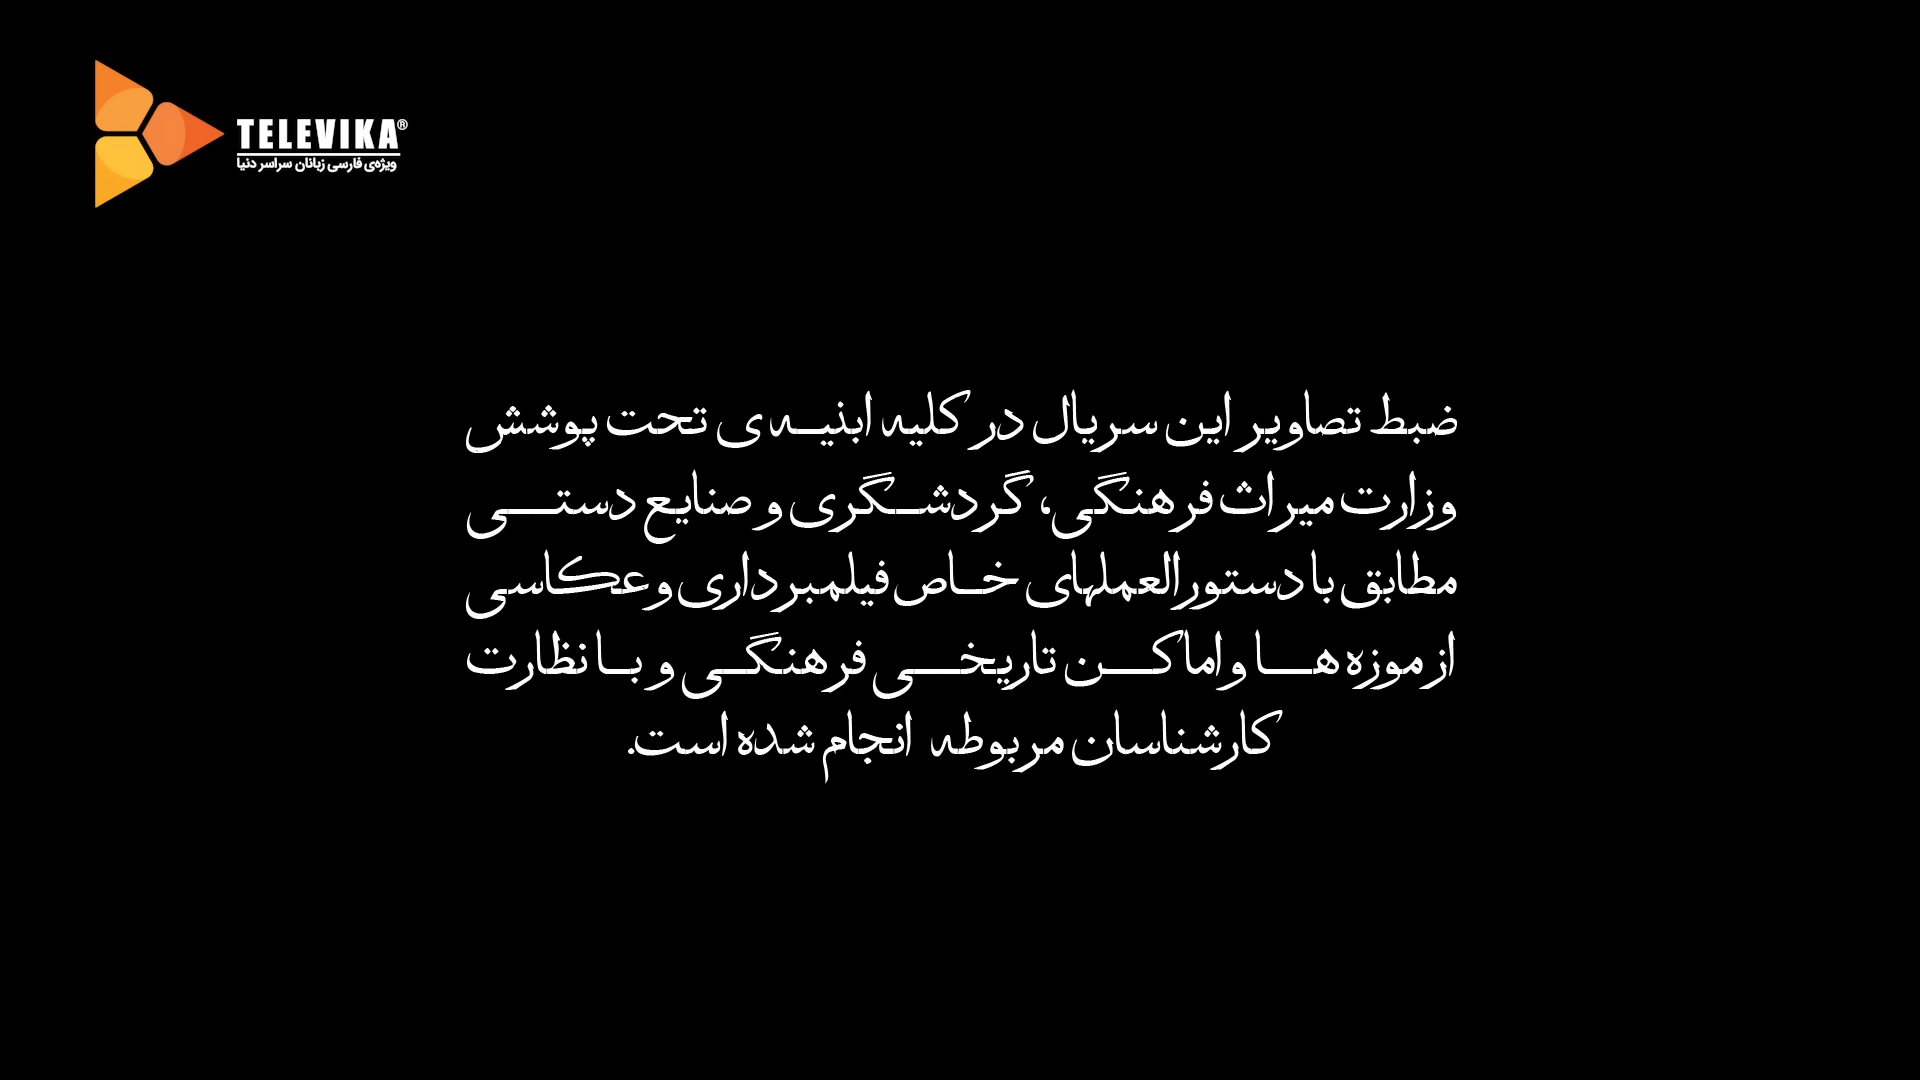 TELEVIKA®
ویژه‌ی فارسی زبانان سراسر دنیا
ضبط تصاویر این سریال در کلیه ابنیه ی تحت پوشش
وزارت میراث فرهنگی، گردشگری و صنایع دستی
مطابق با دستورالعملهای خاص فیلمبرداری و عکاسی
از موزه ها و اماکن تاریخی فرهنگی و با نظارت
کارشناسان مربوطه انجام شده است.